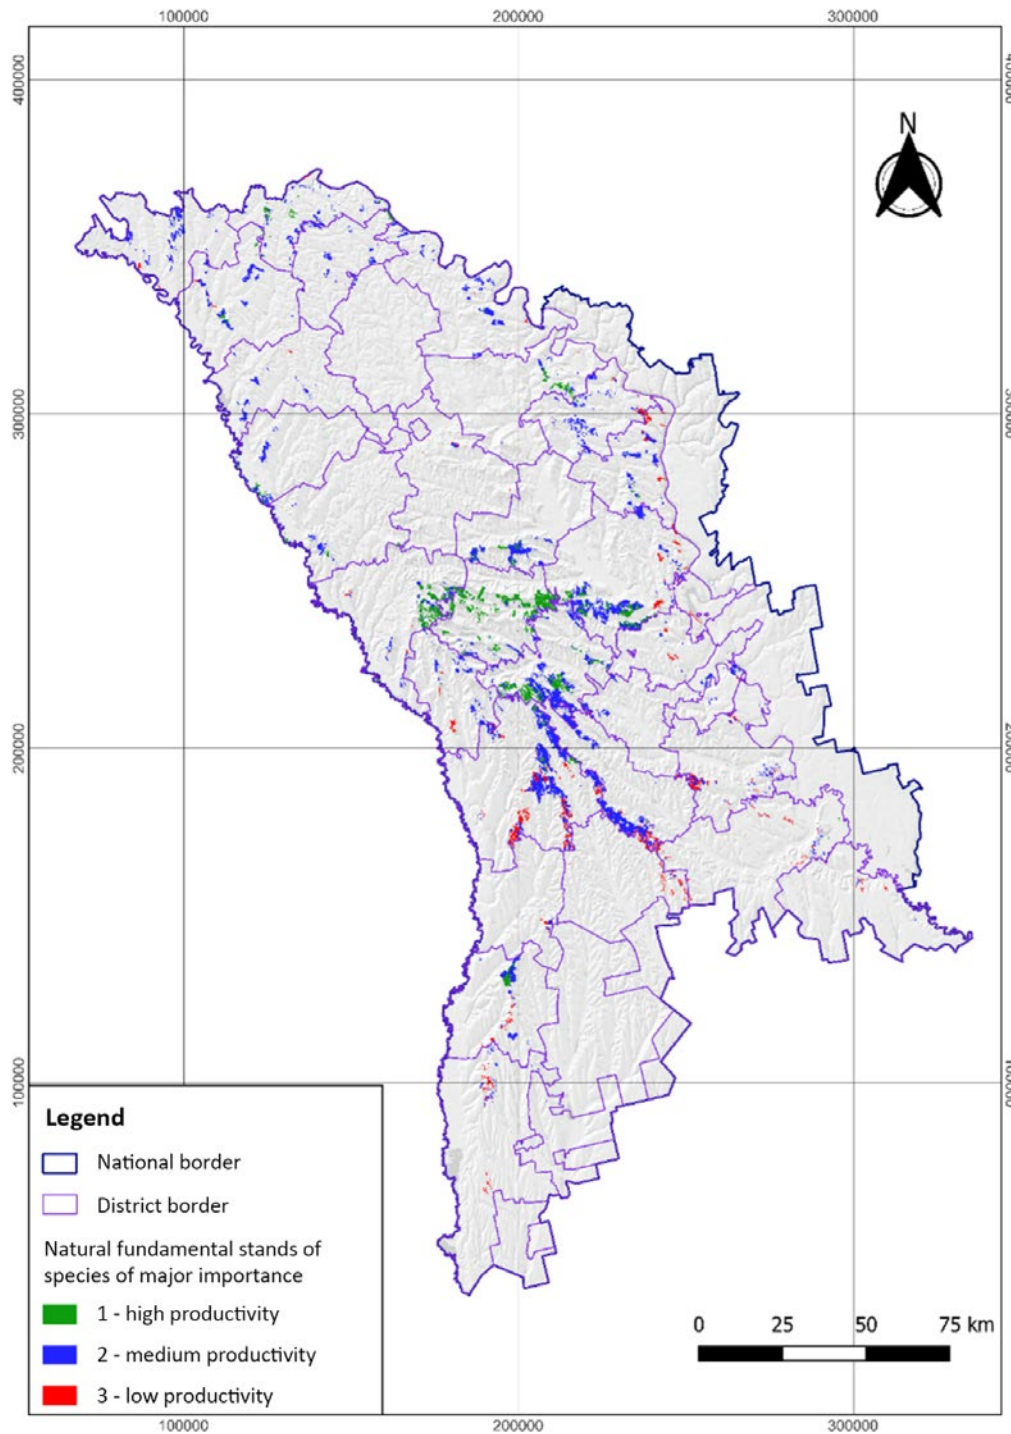 100000 200000 300000
400000
N
300000
200000
100000
Legend
National border
District border
Natural fundamental stands of
species of major importance
1 - high productivity
2 - medium productivity
3 - low productivity
0 25 50 75 km
100000 200000 300000